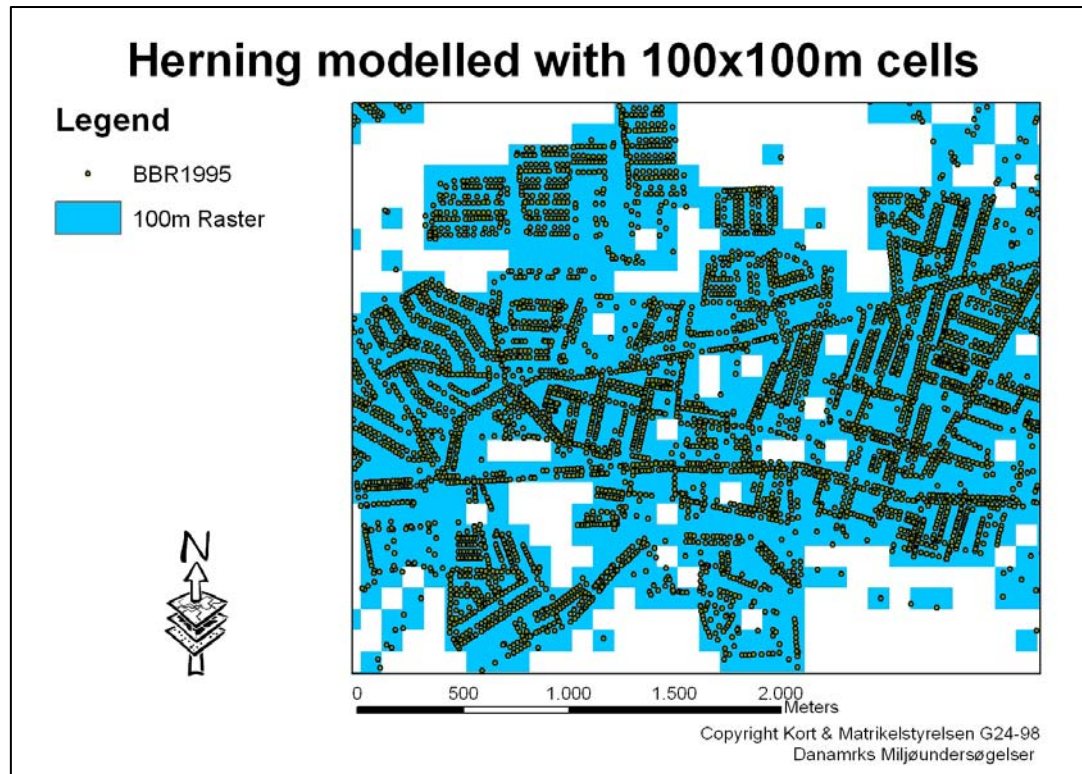 Herning modelled with 100x100m cells
Legend
BBR1995
100m Raster
N
0 500 1.000 1.500 2.000
Meters
Copyright Kort & Matrikelstyrelsen G24-98
Danamrks Miljøundersøgelser